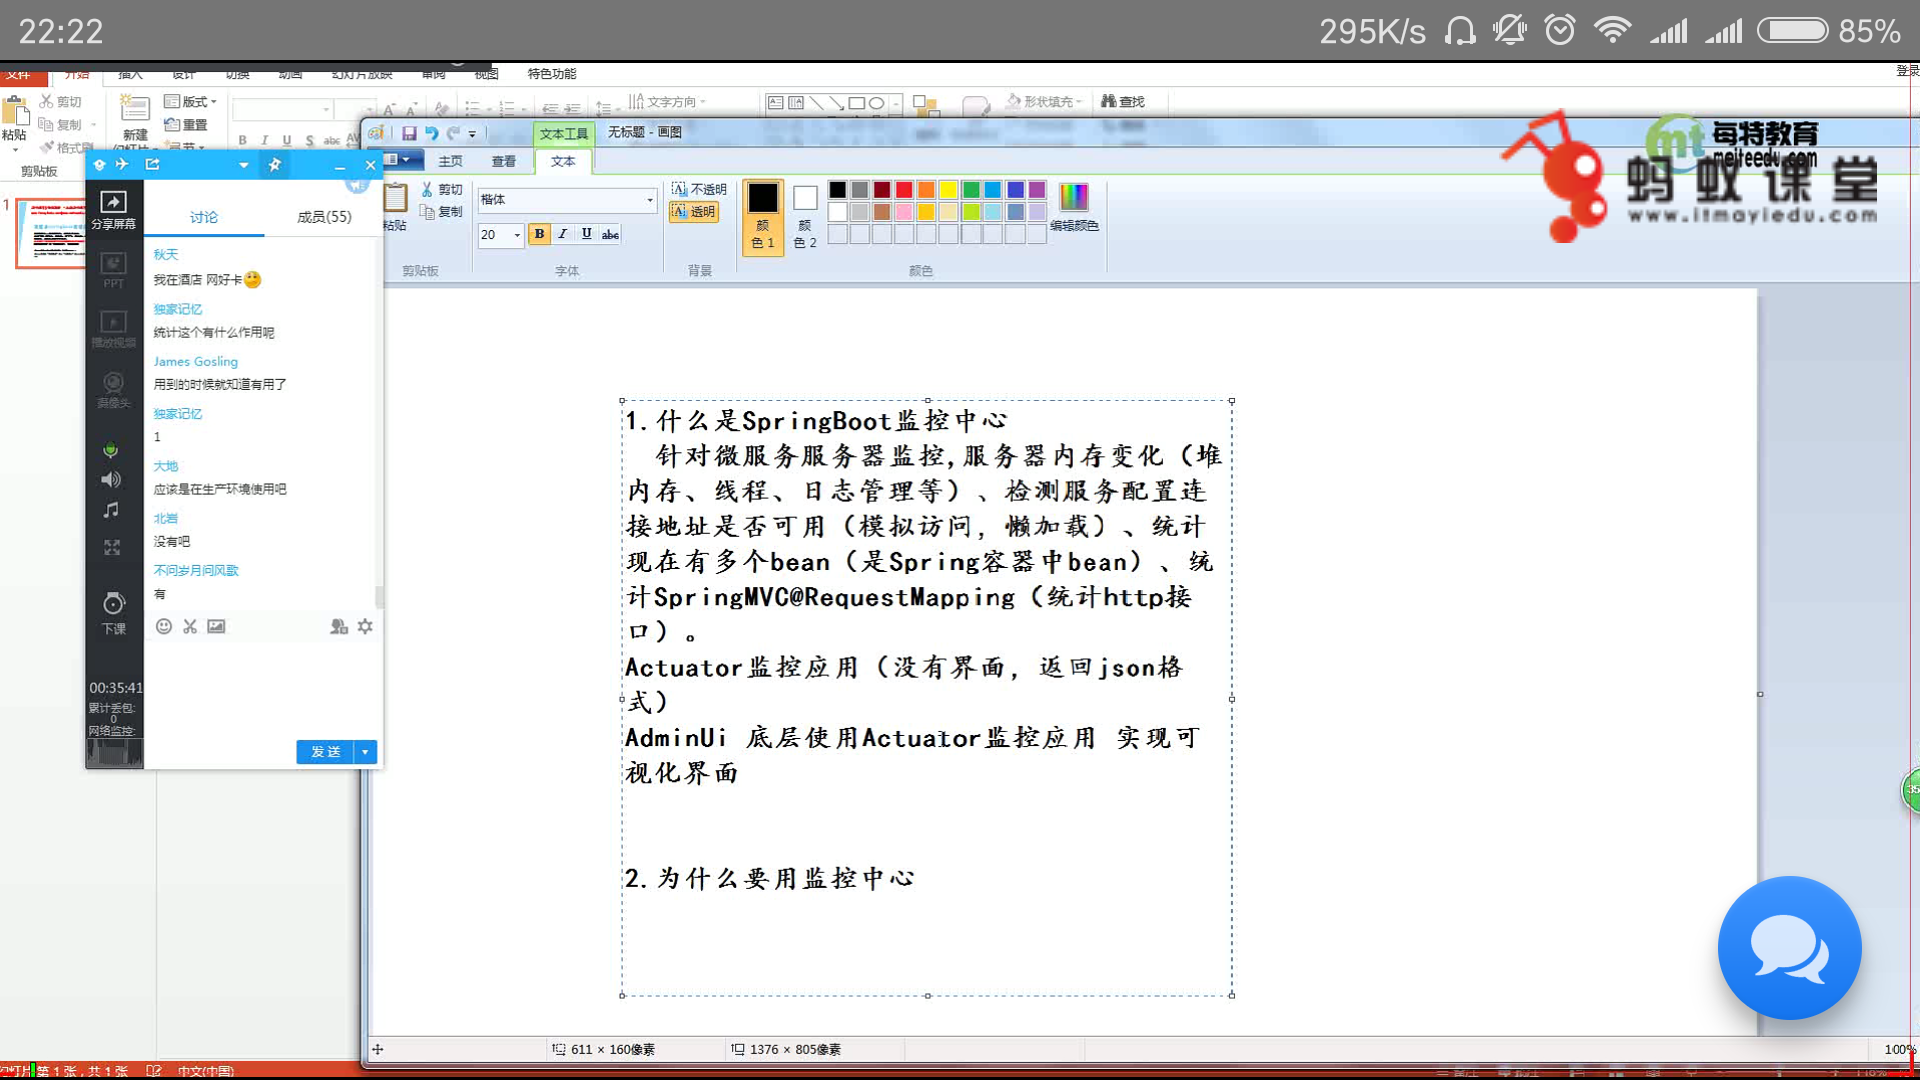 22:22
295K/s
85%
文件 开始 插入 设计 切换 动画 幻灯片放映 审阅 视图 特色功能
登录
剪切
复制
粘贴
剪贴板
新建
版式
重置
文字方向
形状填充
查找
文本工具
无标题 - 画图
主页 查看 文本
剪切
复制
粘贴
剪贴板
楷体
20
B I U abc
字体
不透明
透明
背景
颜
色 1
颜
色 2
编辑颜色
颜色
mt 每特教育
meiteedu.com
蚂蚁课堂
www.itmayiedu.com
1
分享屏幕
PPT
播放视频
摄像头
下课
00:35:41
累计丢包:
0
网络监控:
讨论 成员(55)
秋天
我在酒店 网好卡
独家记忆
统计这个有什么作用呢
James Gosling
用到的时候就知道有用了
独家记忆
1
大地
应该是在生产环境使用吧
北岩
没有吧
不问岁月问风歌
有
发 送
1.什么是SpringBoot监控中心
针对微服务服务器监控,服务器内存变化（堆
内存、线程、日志管理等）、检测服务配置连
接地址是否可用（模拟访问，懒加载）、统计
现在有多个bean（是Spring容器中bean）、统
计SpringMVC@RequestMapping（统计http接
口）。
Actuator监控应用（没有界面，返回json格
式）
AdminUi 底层使用Actuator监控应用 实现可
视化界面
2.为什么要用监控中心
35
611 × 160像素
1376 × 805像素
100%
幻灯片 第 1 张，共 1 张
中文(中国)